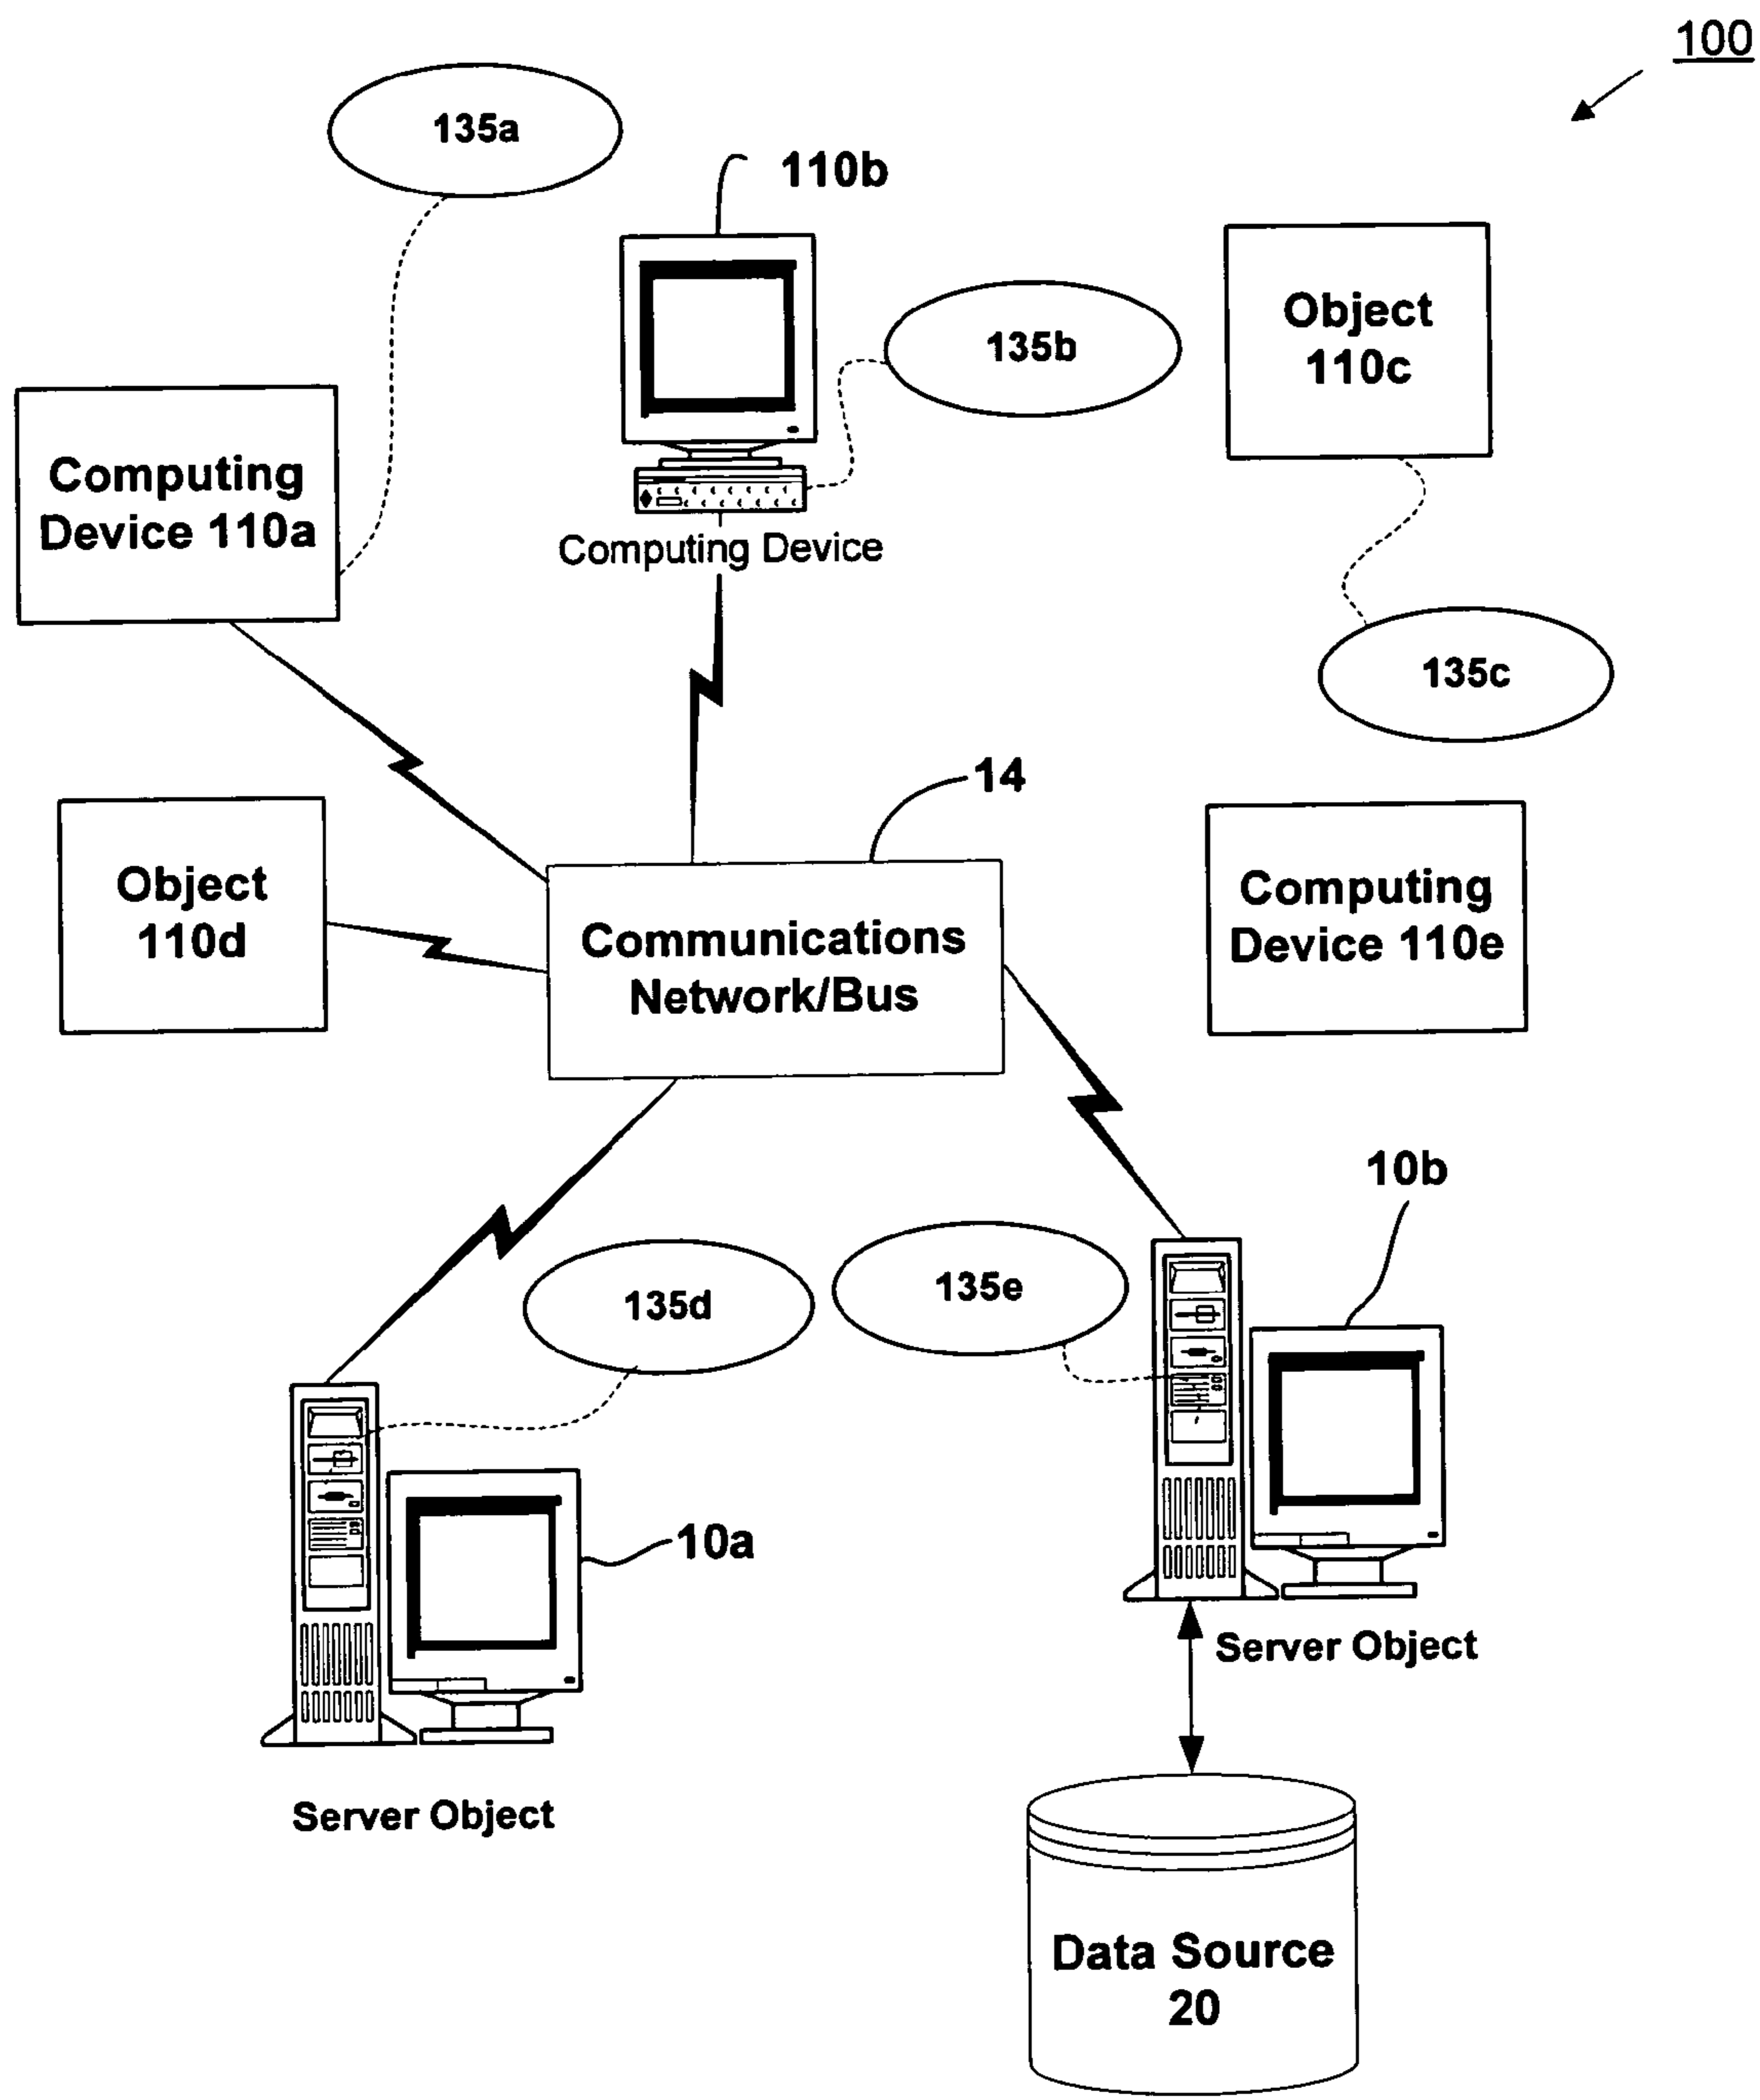 100
135a
110b
135b
Object
110c
Computing
Device 110a
Computing Device
135c
14
Object
110d
Communications
Network/Bus
Computing
Device 110e
10b
135d
135e
10a
Server Object
Server Object
Data Source
20